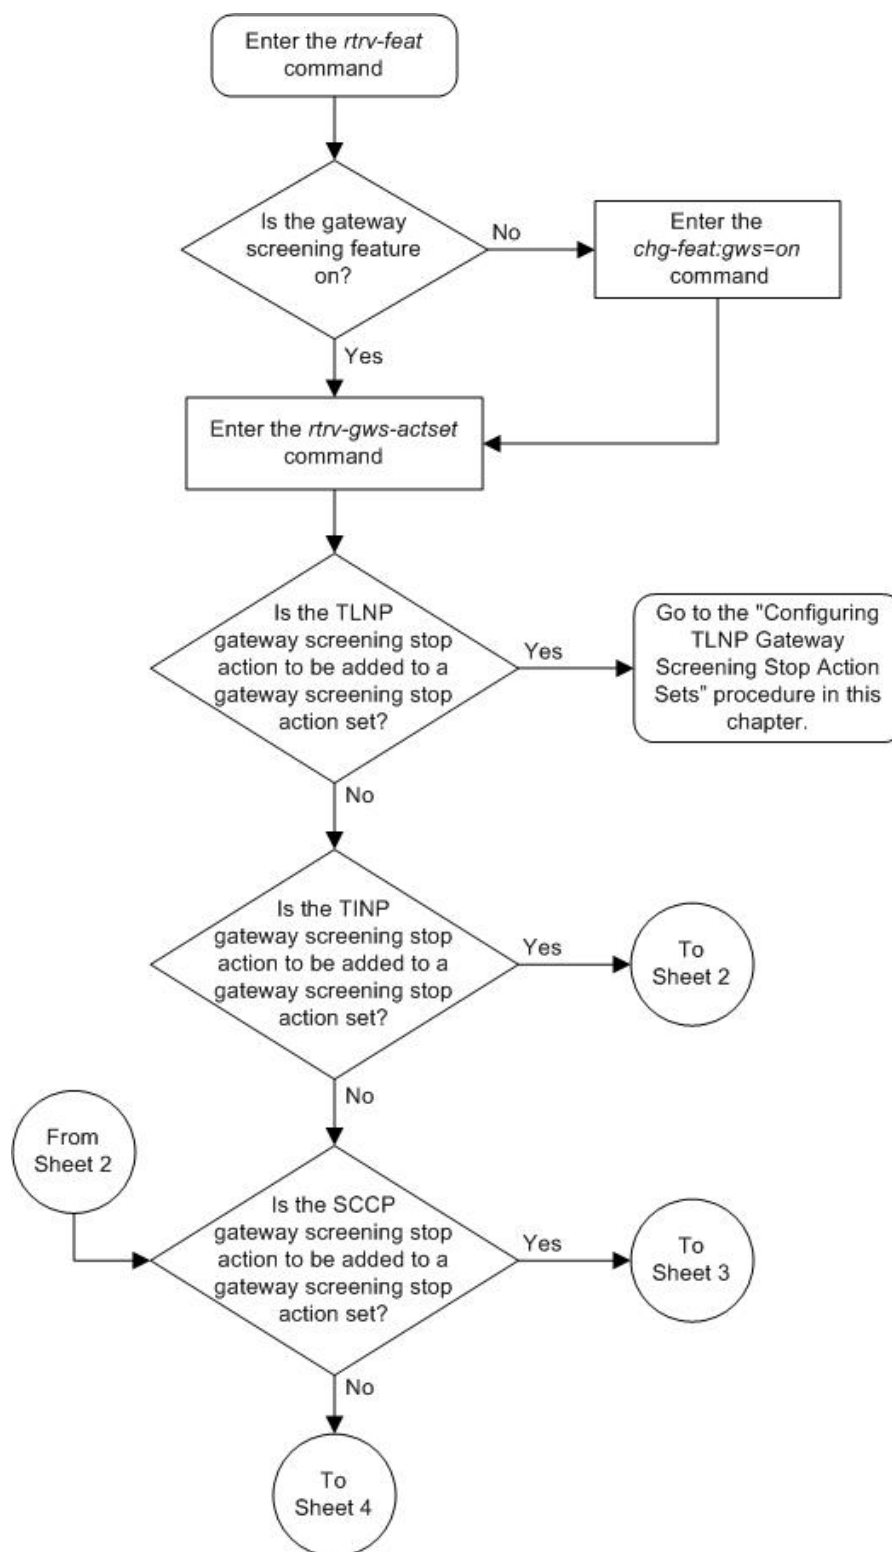 Enter the rtrv-feat
command
Is the gateway
screening feature
on?
No
Enter the
chg-feat:gws=on
command
Yes
Enter the rtrv-gws-actset
command
Is the TLNP
gateway screening stop
action to be added to a
gateway screening stop
action set?
Yes
Go to the "Configuring
TLNP Gateway
Screening Stop Action
Sets" procedure in this
chapter.
No
Is the TINP
gateway screening stop
action to be added to a
gateway screening stop
action set?
Yes
To
Sheet 2
No
From
Sheet 2
Is the SCCP
gateway screening stop
action to be added to a
gateway screening stop
action set?
Yes
To
Sheet 3
No
To
Sheet 4